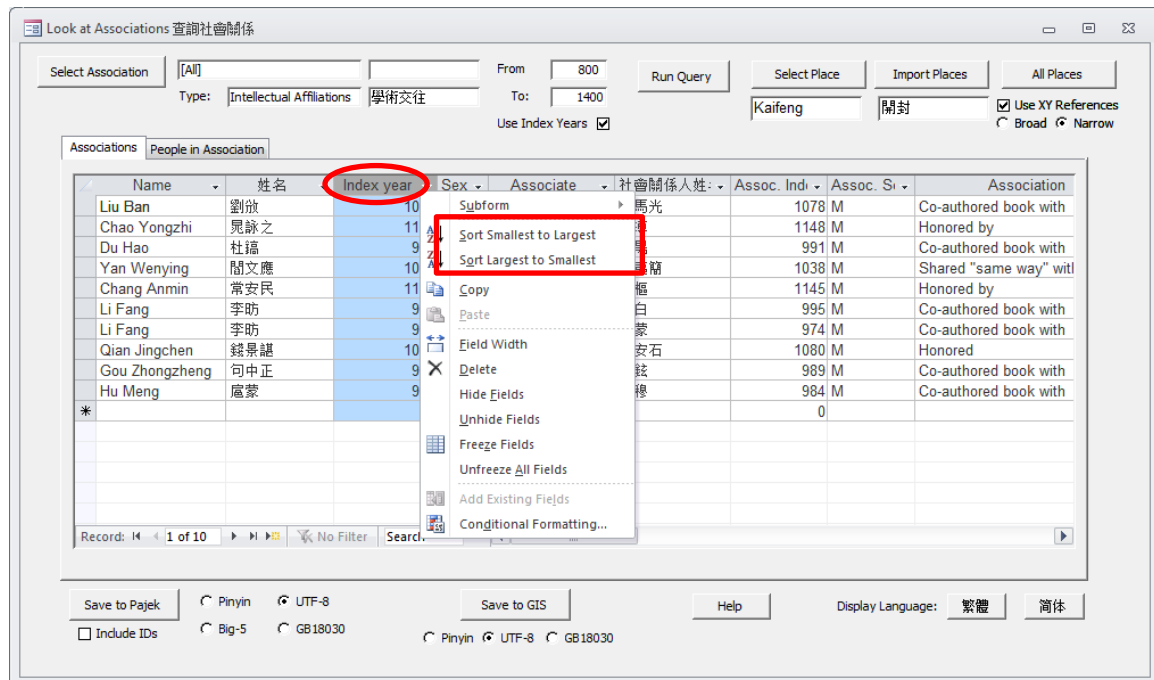 Look at Associations 查詢社會關係
Select Association [All] From 800 Run Query Select Place Import Places All Places
Type: Intellectual Affiliations 學術交往 To: 1400 Kaifeng 開封 Use XY References
Use Index Years Broad Narrow
Associations People in Association
Name 姓名 Index year Sex Associate 社會關係人姓: Assoc. Inde Assoc. Se Association
Liu Ban 劉攽 10 馬光 1078 M Co-authored book with
Chao Yongzhi 晁詠之 11 1148 M Honored by
Du Hao 杜鎬 9 991 M Co-authored book with
Yan Wenying 閻文應 10 簡 1038 M Shared "same way" with
Chang Anmin 常安民 11 樞 1145 M Honored by
Li Fang 李昉 9 白 995 M Co-authored book with
Li Fang 李昉 9 蒙 974 M Co-authored book with
Qian Jingchen 錢景諶 10 安石 1080 M Honored
Gou Zhongzheng 句中正 9 鉉 989 M Co-authored book with
Hu Meng 扈蒙 9 穆 984 M Co-authored book with
0
Subform
Sort Smallest to Largest
Sort Largest to Smallest
Copy
Paste
Field Width
Delete
Hide Fields
Unhide Fields
Freeze Fields
Unfreeze All Fields
Add Existing Fields
Conditional Formatting...
Record: 1 of 10 No Filter Search
Save to Pajek Pinyin UTF-8 Save to GIS Help Display Language: 繁體 简体
Include IDs Big-5 GB18030 Pinyin UTF-8 GB18030